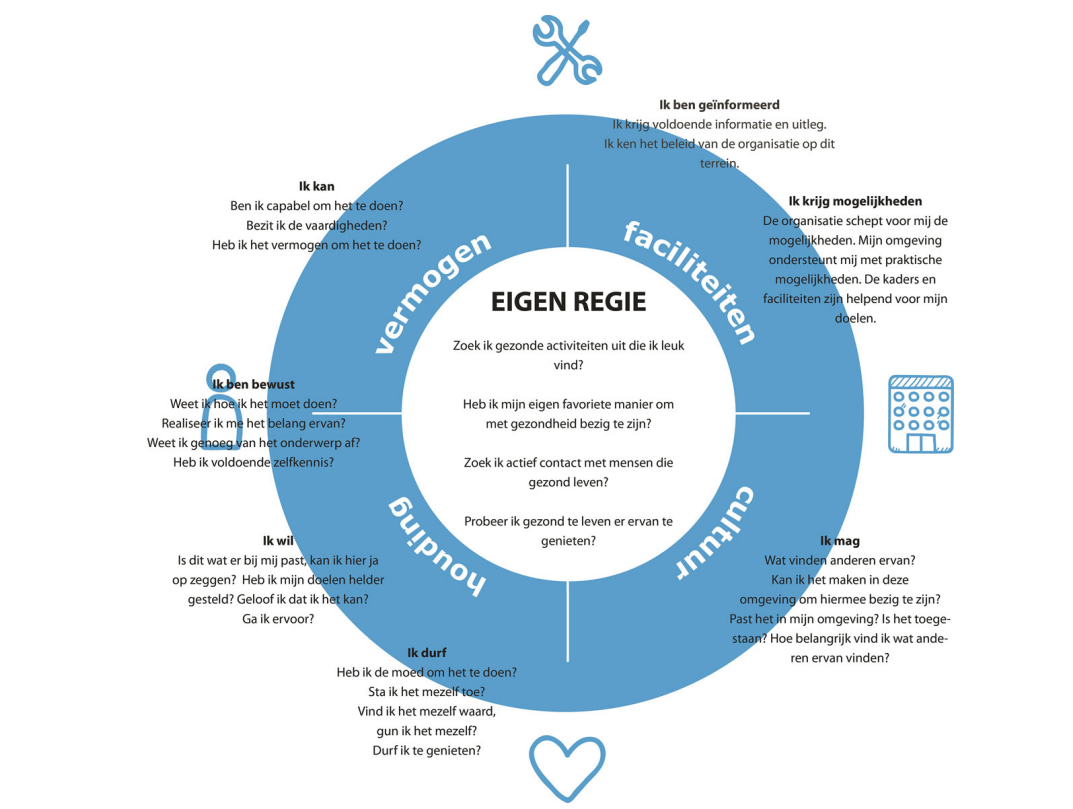 Ik ben geïnformeerd
Ik krijg voldoende informatie en uitleg.
Ik ken het beleid van de organisatie op dit
terrein.
Ik krijg mogelijkheden
De organisatie schept voor mij de
mogelijkheden. Mijn omgeving
ondersteunt mij met praktische
mogelijkheden. De kaders en
faciliteiten zijn helpend voor mijn
doelen.
Ik kan
Ben ik capabel om het te doen?
Bezit ik de vaardigheden?
Heb ik het vermogen om het te doen?
vermogen
faciliteiten
EIGEN REGIE
Zoek ik gezonde activiteiten uit die ik leuk
vind?
Heb ik mijn eigen favoriete manier om
met gezondheid bezig te zijn?
Zoek ik actief contact met mensen die
gezond leven?
Probeer ik gezond te leven er ervan te
genieten?
Ik ben bewust
Weet ik hoe ik het moet doen?
Realiseer ik me het belang ervan?
Weet ik genoeg van het onderwerp af?
Heb ik voldoende zelfkennis?
houding
cultuur
Ik wil
Is dit wat er bij mij past, kan ik hier ja
op zeggen?  Heb ik mijn doelen helder
gesteld? Geloof ik dat ik het kan?
Ga ik ervoor?
Ik mag
Wat vinden anderen ervan?
Kan ik het maken in deze
omgeving om hiermee bezig te zijn?
Past het in mijn omgeving? Is het toege-
staan? Hoe belangrijk vind ik wat ande-
ren ervan vinden?
Ik durf
Heb ik de moed om het te doen?
Sta ik het mezelf toe?
Vind ik het mezelf waard,
gun ik het mezelf?
Durf ik te genieten?